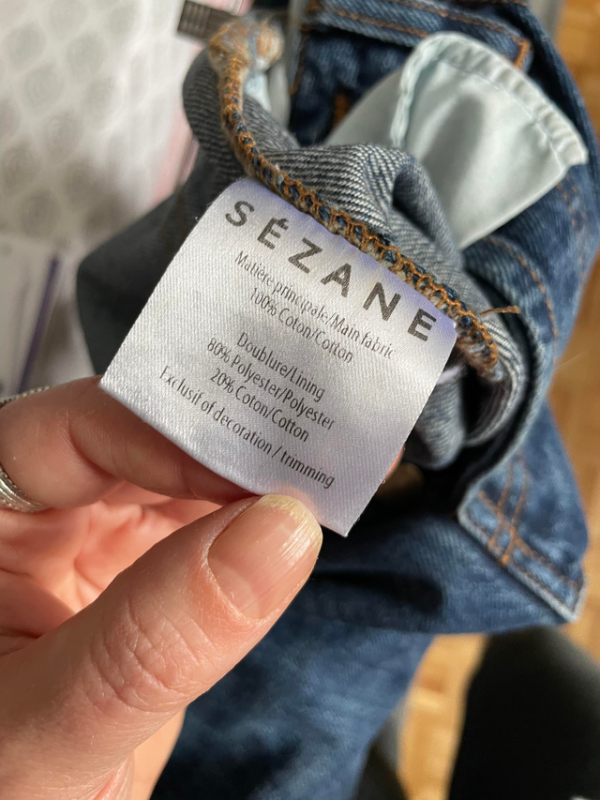 SÉZANE
Matière principale/Main fabric
100% Coton/Cotton
Doublure/Lining
80% Polyester/Polyester
20% Coton/Cotton
Exclusif of decoration / trimming